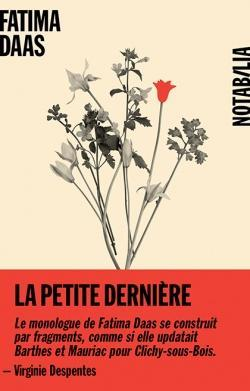 FATIMA
DAAS
NOTABILIA
LA PETITE DERNIÈRE
Le monologue de Fatima Daas se construit
par fragments, comme si elle updatait
Barthes et Mauriac pour Clichy-sous-Bois.
— Virginie Despentes